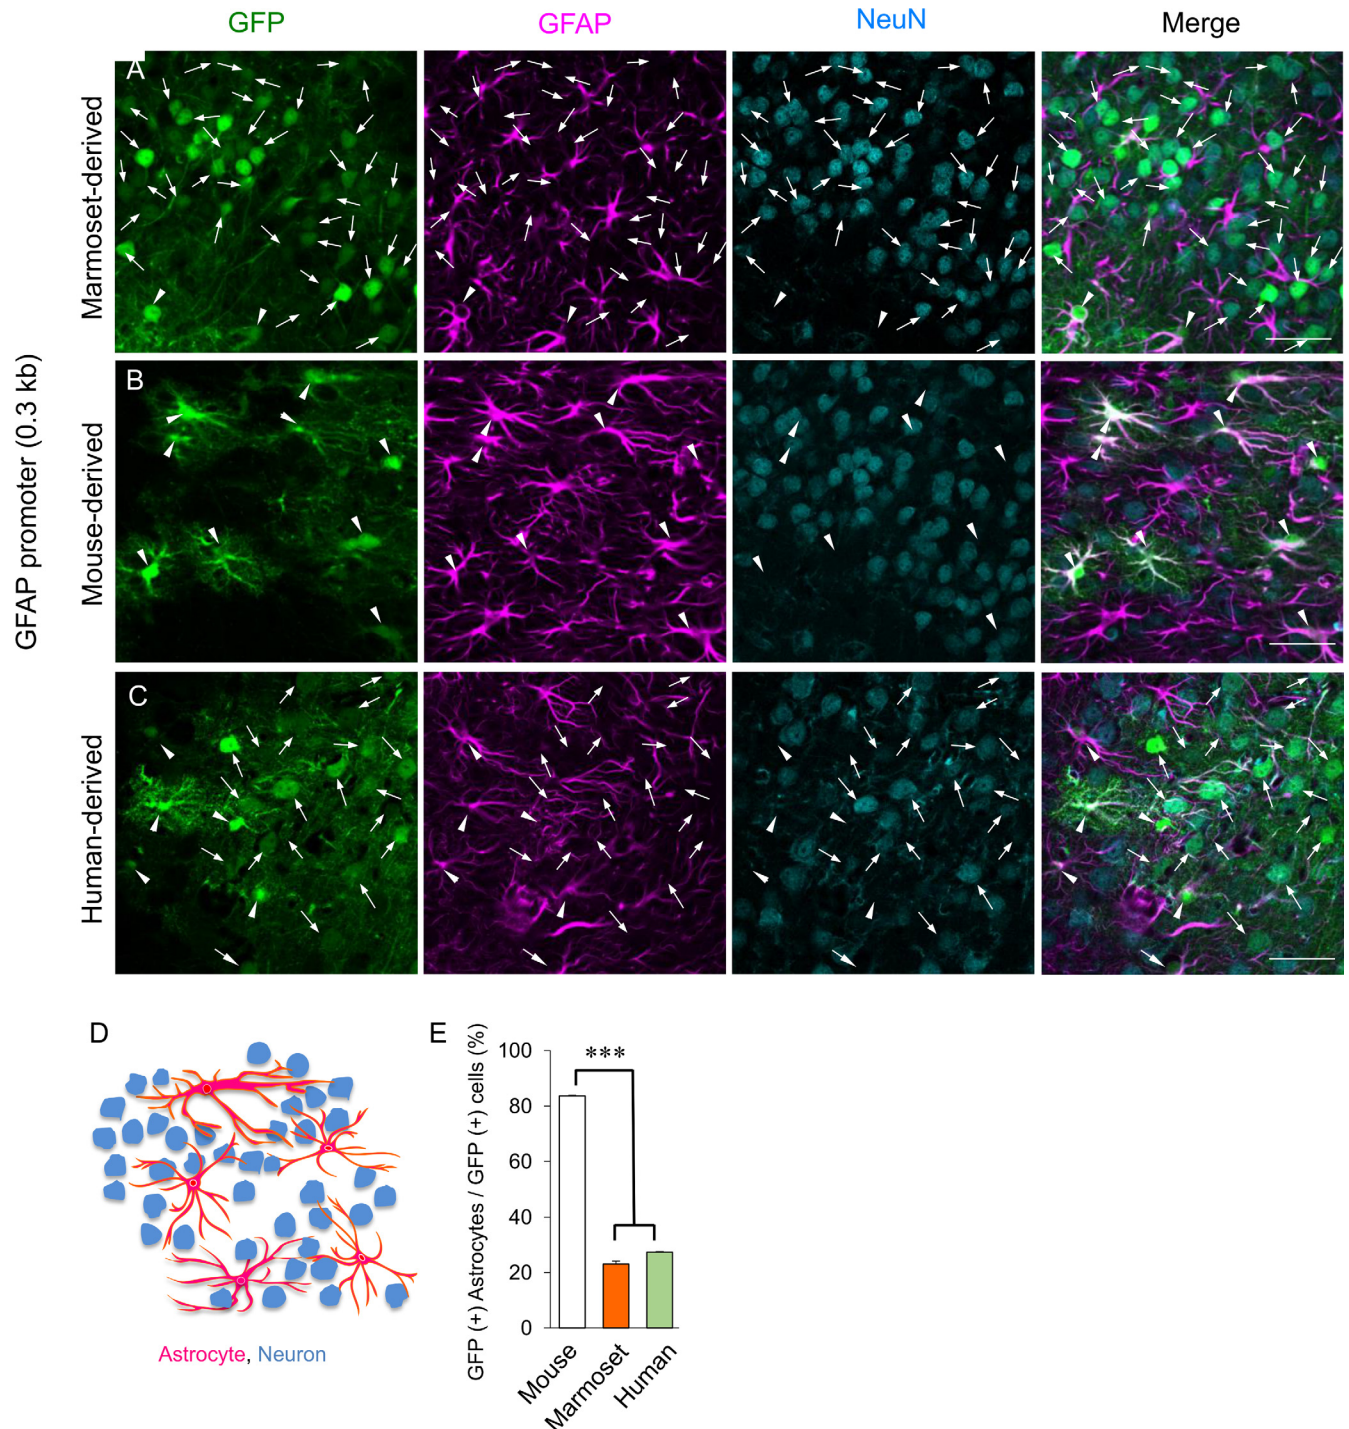 GFP GFAP NeuN Merge
GFAP promoter (0.3 kb)
Marmoset-derived
A
Mouse-derived
B
Human-derived
C
D
Astrocyte, Neuron
E
GFP (+) Astrocytes / GFP (+) cells (%)
100
80
60
40
20
0
***
Mouse
Marmoset
Human